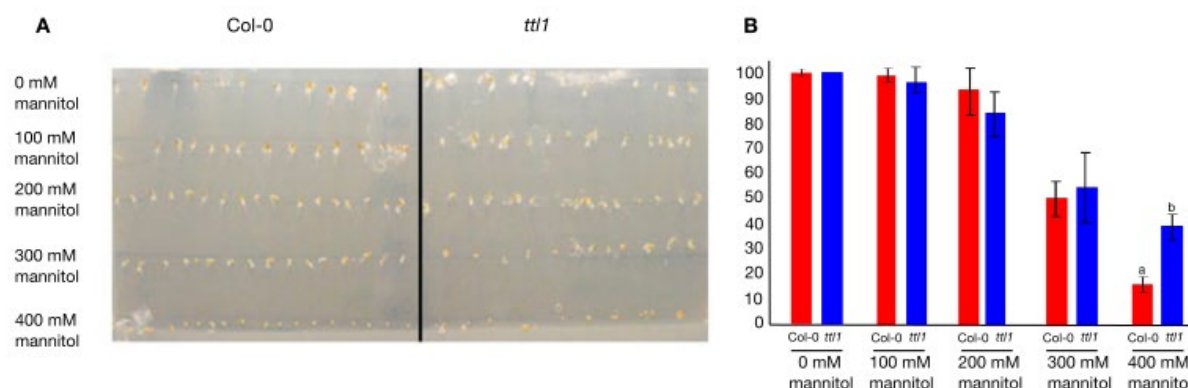 A
Col-0
ttl1
0 mM
mannitol
100 mM
mannitol
200 mM
mannitol
300 mM
mannitol
400 mM
mannitol
B
100
90
80
70
60
50
40
30
20
10
0
a
b
Col-0 ttl1 Col-0 ttl1 Col-0 ttl1 Col-0 ttl1 Col-0 ttl1
0 mM 100 mM 200 mM 300 mM 400 mM
mannitol mannitol mannitol mannitol mannitol